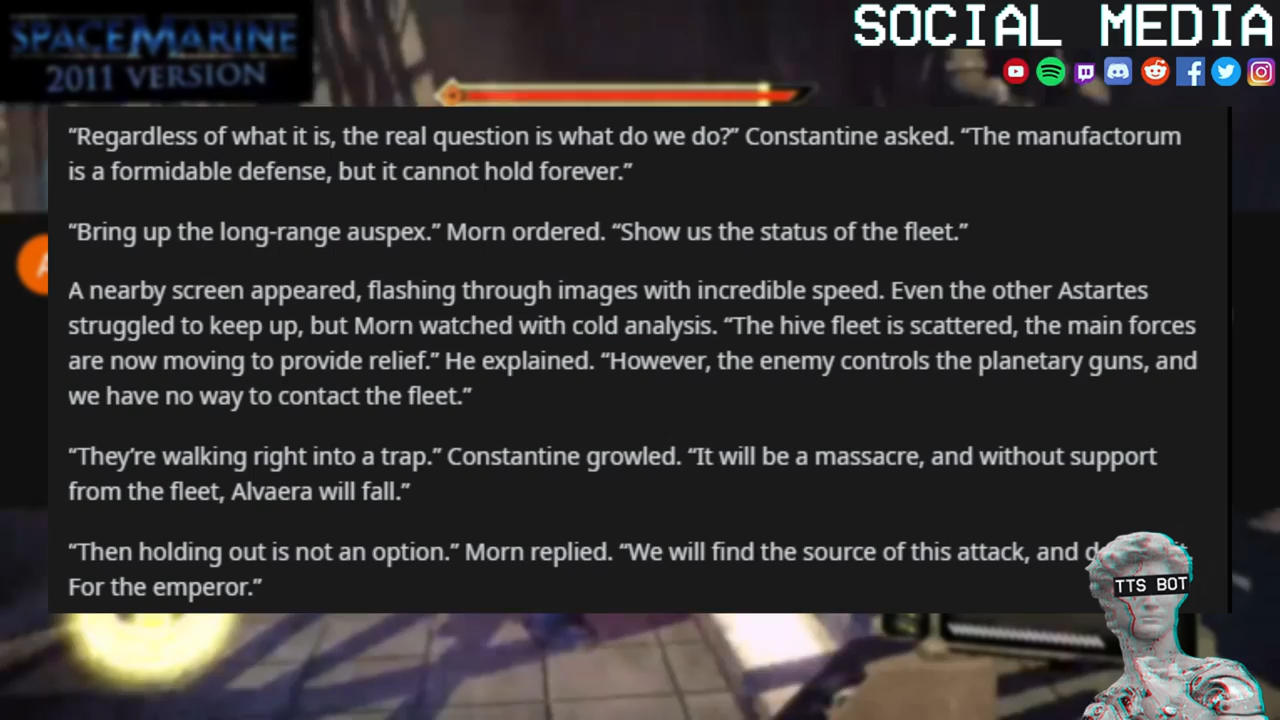 SPACE MARINE
2011 VERSION
SOCIAL MEDIA
“Regardless of what it is, the real question is what do we do?” Constantine asked. “The manufactorum
is a formidable defense, but it cannot hold forever.”
“Bring up the long-range auspex.” Morn ordered. “Show us the status of the fleet.”
A nearby screen appeared, flashing through images with incredible speed. Even the other Astartes
struggled to keep up, but Morn watched with cold analysis. “The hive fleet is scattered, the main forces
are now moving to provide relief.” He explained. “However, the enemy controls the planetary guns, and
we have no way to contact the fleet.”
“They’re walking right into a trap.” Constantine growled. “It will be a massacre, and without support
from the fleet, Alvaera will fall.”
“Then holding out is not an option.” Morn replied. “We will find the source of this attack, and
For the emperor.”
TTS BOT